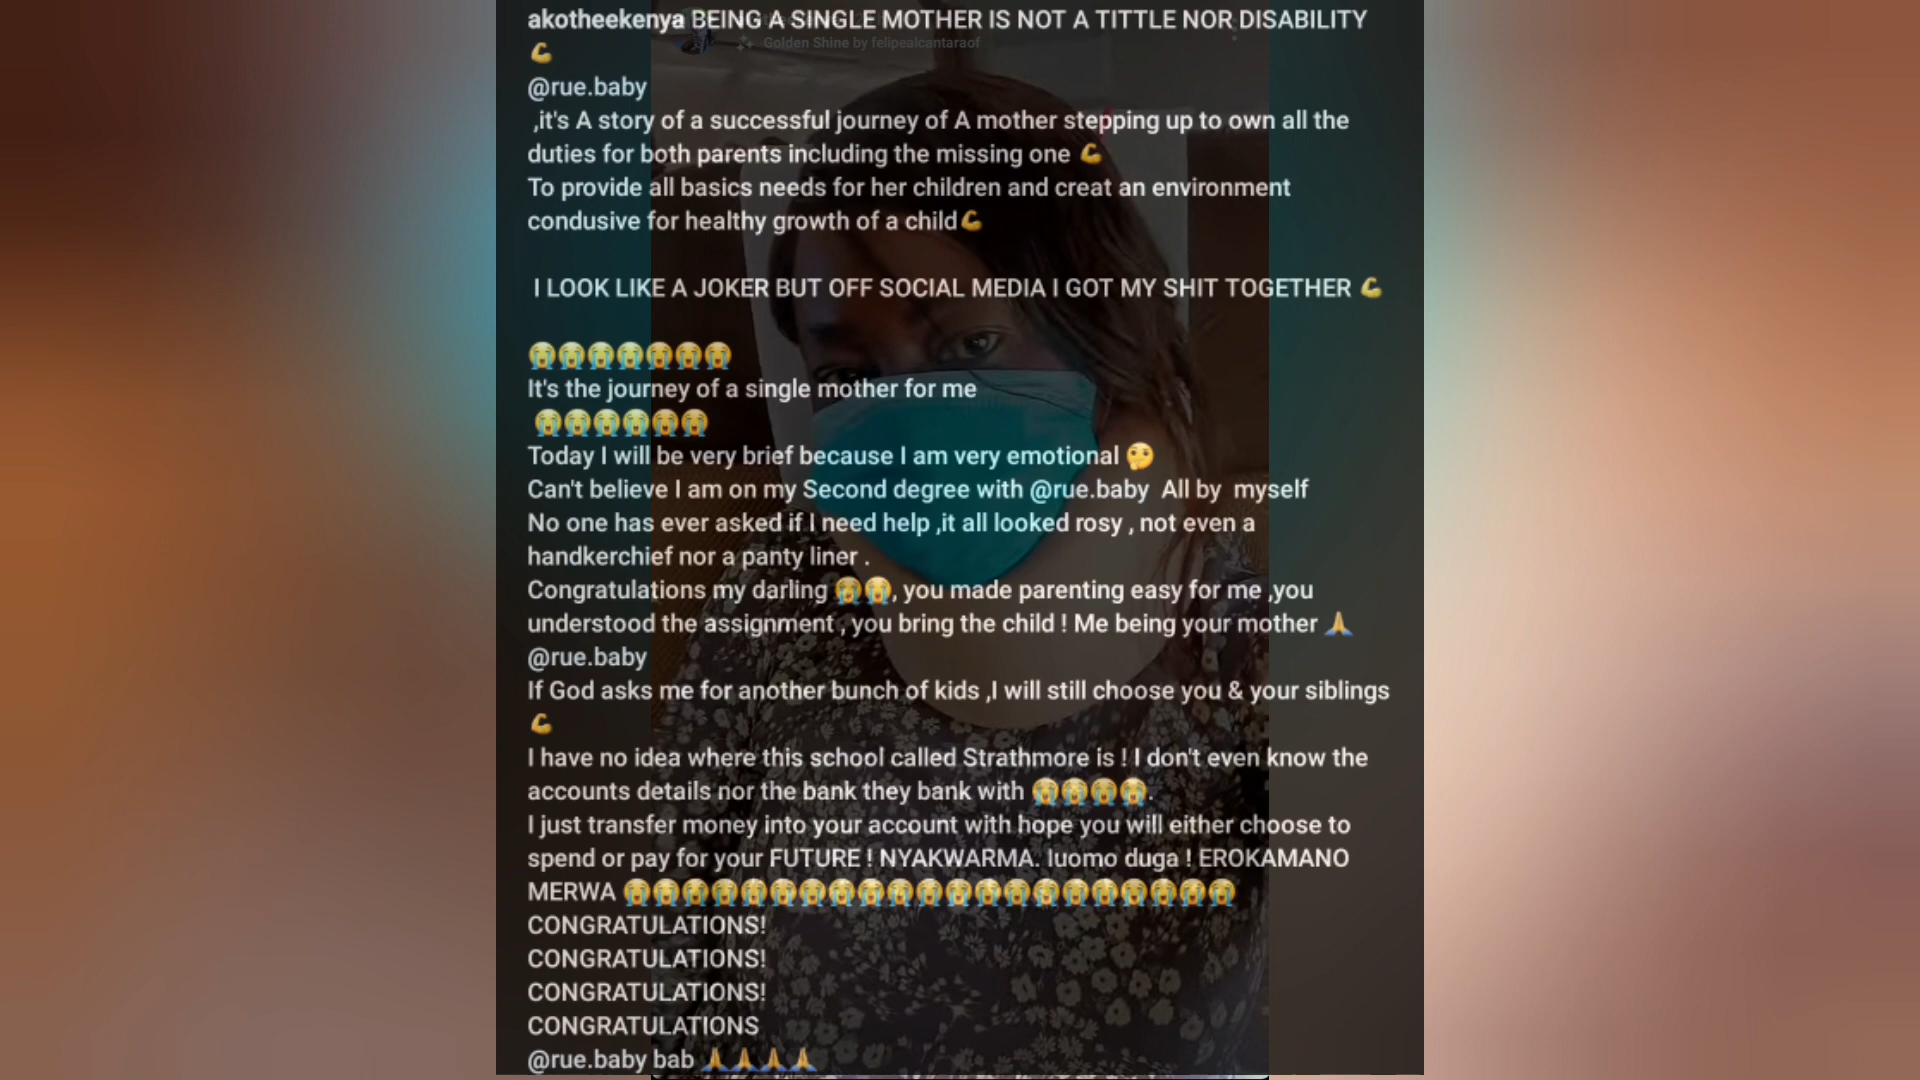 akotheekenya BEING A SINGLE MOTHER IS NOT A TITTLE NOR DISABILITY
💪
Golden Shine by felipealcantaraof
@rue.baby
,it's A story of a successful journey of A mother stepping up to own all the
duties for both parents including the missing one 💪
To provide all basics needs for her children and creat an environment
condusive for healthy growth of a child💪
I LOOK LIKE A JOKER BUT OFF SOCIAL MEDIA I GOT MY SHIT TOGETHER 💪
😭😭😭😭😭😭😭
It's the journey of a single mother for me
😭😭😭😭😭😭
Today I will be very brief because I am very emotional 🤔
Can't believe I am on my Second degree with @rue.baby All by myself
No one has ever asked if I need help ,it all looked rosy , not even a
handkerchief nor a panty liner .
Congratulations my darling 😭😭, you made parenting easy for me ,you
understood the assignment , you bring the child ! Me being your mother 🙏
@rue.baby
If God asks me for another bunch of kids ,I will still choose you & your siblings
💪
I have no idea where this school called Strathmore is ! I don't even know the
accounts details nor the bank they bank with 😭😭😭😭.
I just transfer money into your account with hope you will either choose to
spend or pay for your FUTURE ! NYAKWARMA. luomo duga ! EROKAMANO
MERWA 😭😭😭😭😭😭😭😭😭😭😭😭😭😭😭😭😭😭😭😭😭
CONGRATULATIONS!
CONGRATULATIONS!
CONGRATULATIONS!
CONGRATULATIONS
@rue.baby bab 🙏🙏🙏🙏